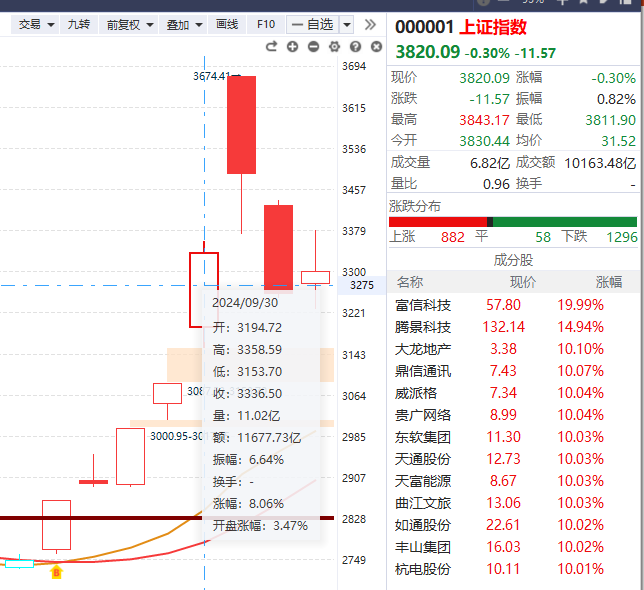 交易 九转 前复权 叠加 画线 F10 一 自选
000001 上证指数
3820.09 -0.30% -11.57
现价 3820.09 涨幅 -0.30%
涨跌 -11.57 振幅 0.82%
最高 3843.17 最低 3811.90
今开 3830.44 均价 31.52
成交量 6.82亿 成交额 10163.48亿
量比 0.96 换手 -
涨跌分布
上涨 882 平 58 下跌 1296
成分股
名称 现价 涨幅
富信科技 57.80 19.99%
腾景科技 132.14 14.94%
大龙地产 3.38 10.10%
鼎信通讯 7.43 10.07%
威派格 7.34 10.04%
贵广网络 8.99 10.04%
东软集团 11.30 10.03%
天通股份 12.73 10.03%
天富能源 8.67 10.03%
曲江文旅 13.06 10.03%
如通股份 22.61 10.02%
丰山集团 16.03 10.02%
杭电股份 10.11 10.01%
3674.41
3694
3615
3536
3457
3379
3300
3275
3221
3143
3064
2985
2907
2828
2749
3000.95-30
2024/09/30
开: 3194.72
高: 3358.59
低: 3153.70
收: 3336.50
量: 11.02亿
额: 11677.73亿
振幅: 6.64%
换手: -
涨幅: 8.06%
开盘涨幅: 3.47%
B